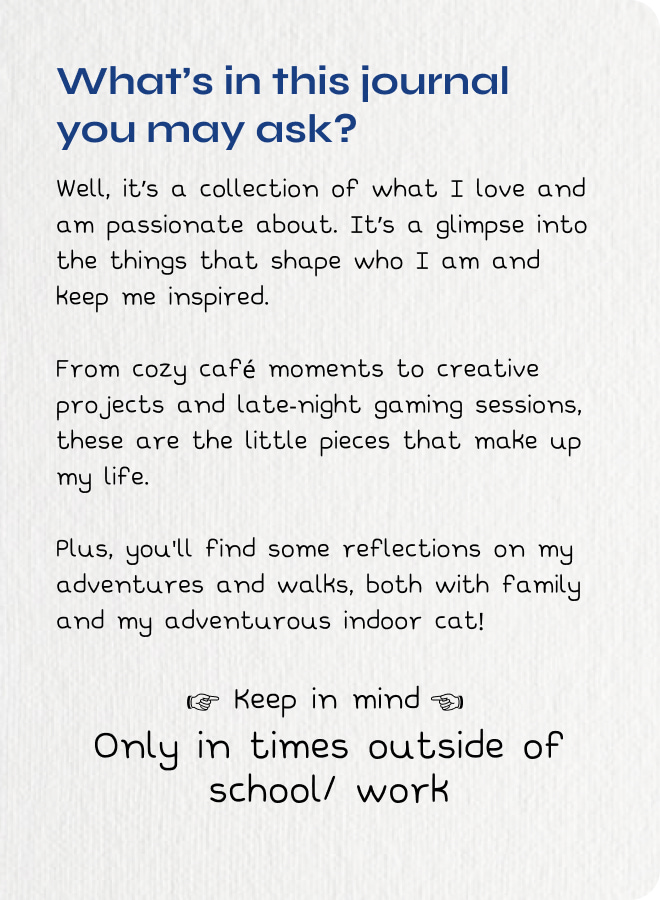 What's in this journal
you may ask?
Well, it's a collection of what I love and
am passionate about. It's a glimpse into
the things that shape who I am and
keep me inspired.
From cozy café moments to creative
projects and late-night gaming sessions,
these are the little pieces that make up
my life.
Plus, you'll find some reflections on my
adventures and walks, both with family
and my adventurous indoor cat!
☞ Keep in mind ☜
Only in times outside of
school/ work